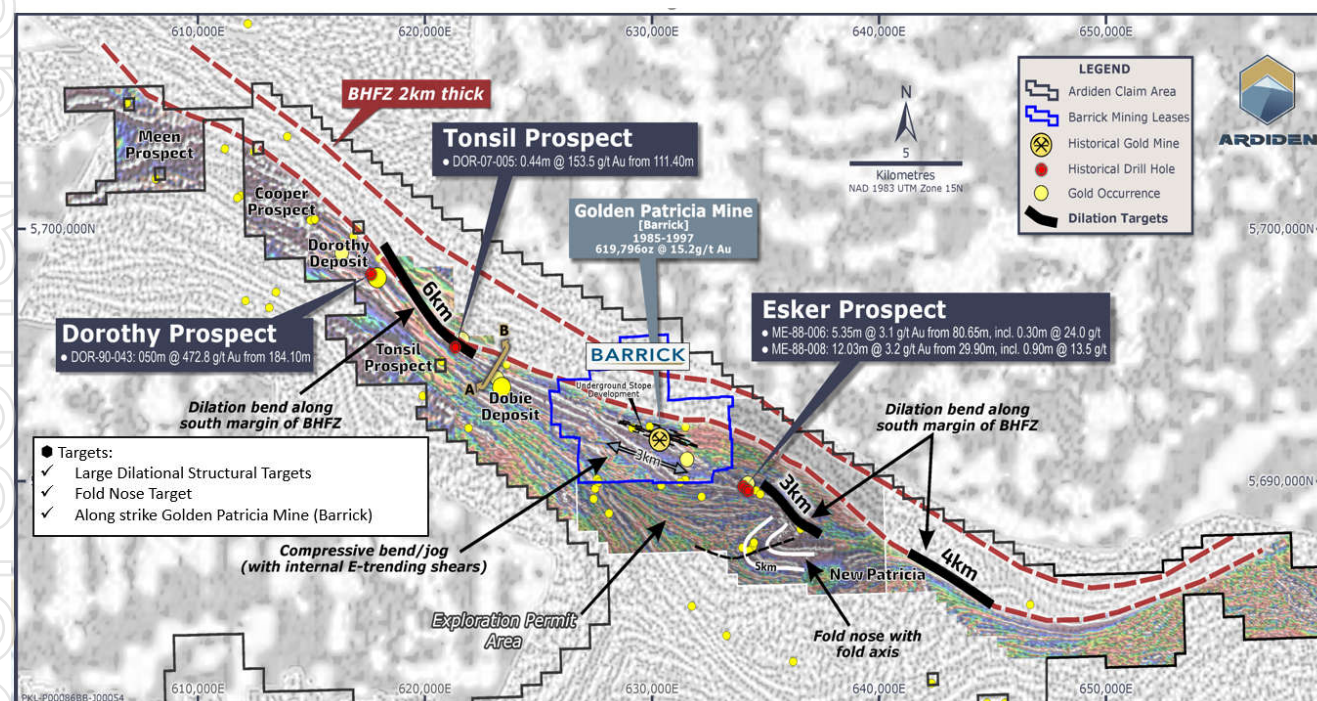 610,000E
620,000E
630,000E
640,000E
650,000E
BHFZ 2km thick
Tonsil Prospect
● DOR-07-005: 0.44m @ 153.5 g/t Au from 111.40m
N
5
Kilometres
NAD 1983 UTM Zone 15N
LEGEND
Ardiden Claim Area
Barrick Mining Leases
Historical Gold Mine
Historical Drill Hole
Gold Occurrence
Dilation Targets
ARDIDEN
Meen
Prospect
Cooper
Prospect
5,700,000N
5,700,000N
Golden Patricia Mine
[Barrick]
1985-1997
619,796oz @ 15.2g/t Au
Dorothy
Deposit
6km
Esker Prospect
● ME-88-006: 5.35m @ 3.1 g/t Au from 80.65m, incl. 0.30m @ 24.0 g/t
● ME-88-008: 12.03m @ 3.2 g/t Au from 29.90m, incl. 0.90m @ 13.5 g/t
Dorothy Prospect
● DOR-90-043: 050m @ 472.8 g/t Au from 184.10m
B
A
Tonsil
Prospect
BARRICK
Underground Stope
Development
Dobie
Deposit
Dilation bend along
south margin of BHFZ
Dilation bend along
south margin of BHFZ
3km
3km
5,690,000N
● Targets:
✓ Large Dilational Structural Targets
✓ Fold Nose Target
✓ Along strike Golden Patricia Mine (Barrick)
Compressive bend/jog
(with internal E-trending shears)
5km
New Patricia
4km
Exploration Permit
Area
Fold nose with
fold axis
610,000E
620,000E
630,000E
640,000E
650,000E
PKL-P00086BB-J00054